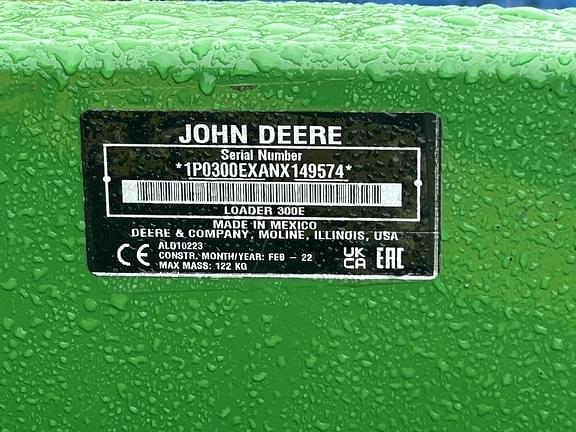 JOHN DEERE
Serial Number
*1P0300EXANX149574*
LOADER 300E
MADE IN MEXICO
DEERE & COMPANY, MOLINE, ILLINOIS, USA
CE ALO10223
CONSTR. MONTH/YEAR: FEB - 22
MAX MASS: 122 KG
UK
CA EAC